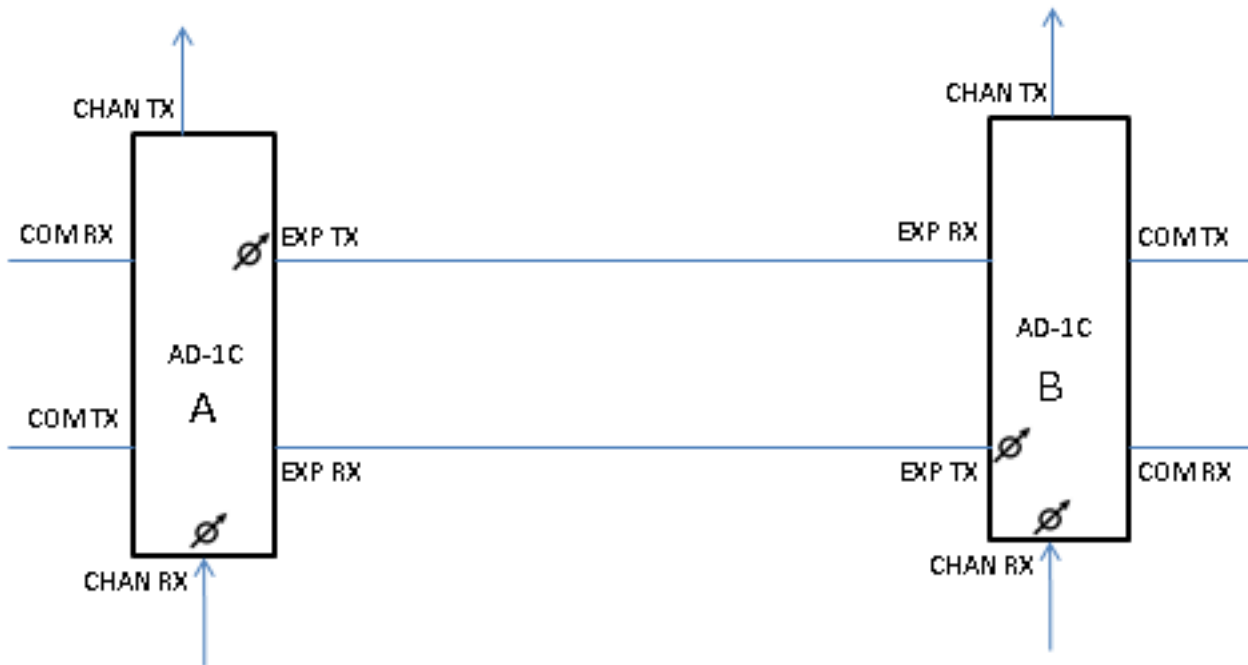 CHAN TX
CHAN TX
COM RX
EXP TX
EXP RX
COM TX
AD-1C
A
AD-1C
B
COM TX
EXP RX
EXP TX
COM RX
CHAN RX
CHAN RX